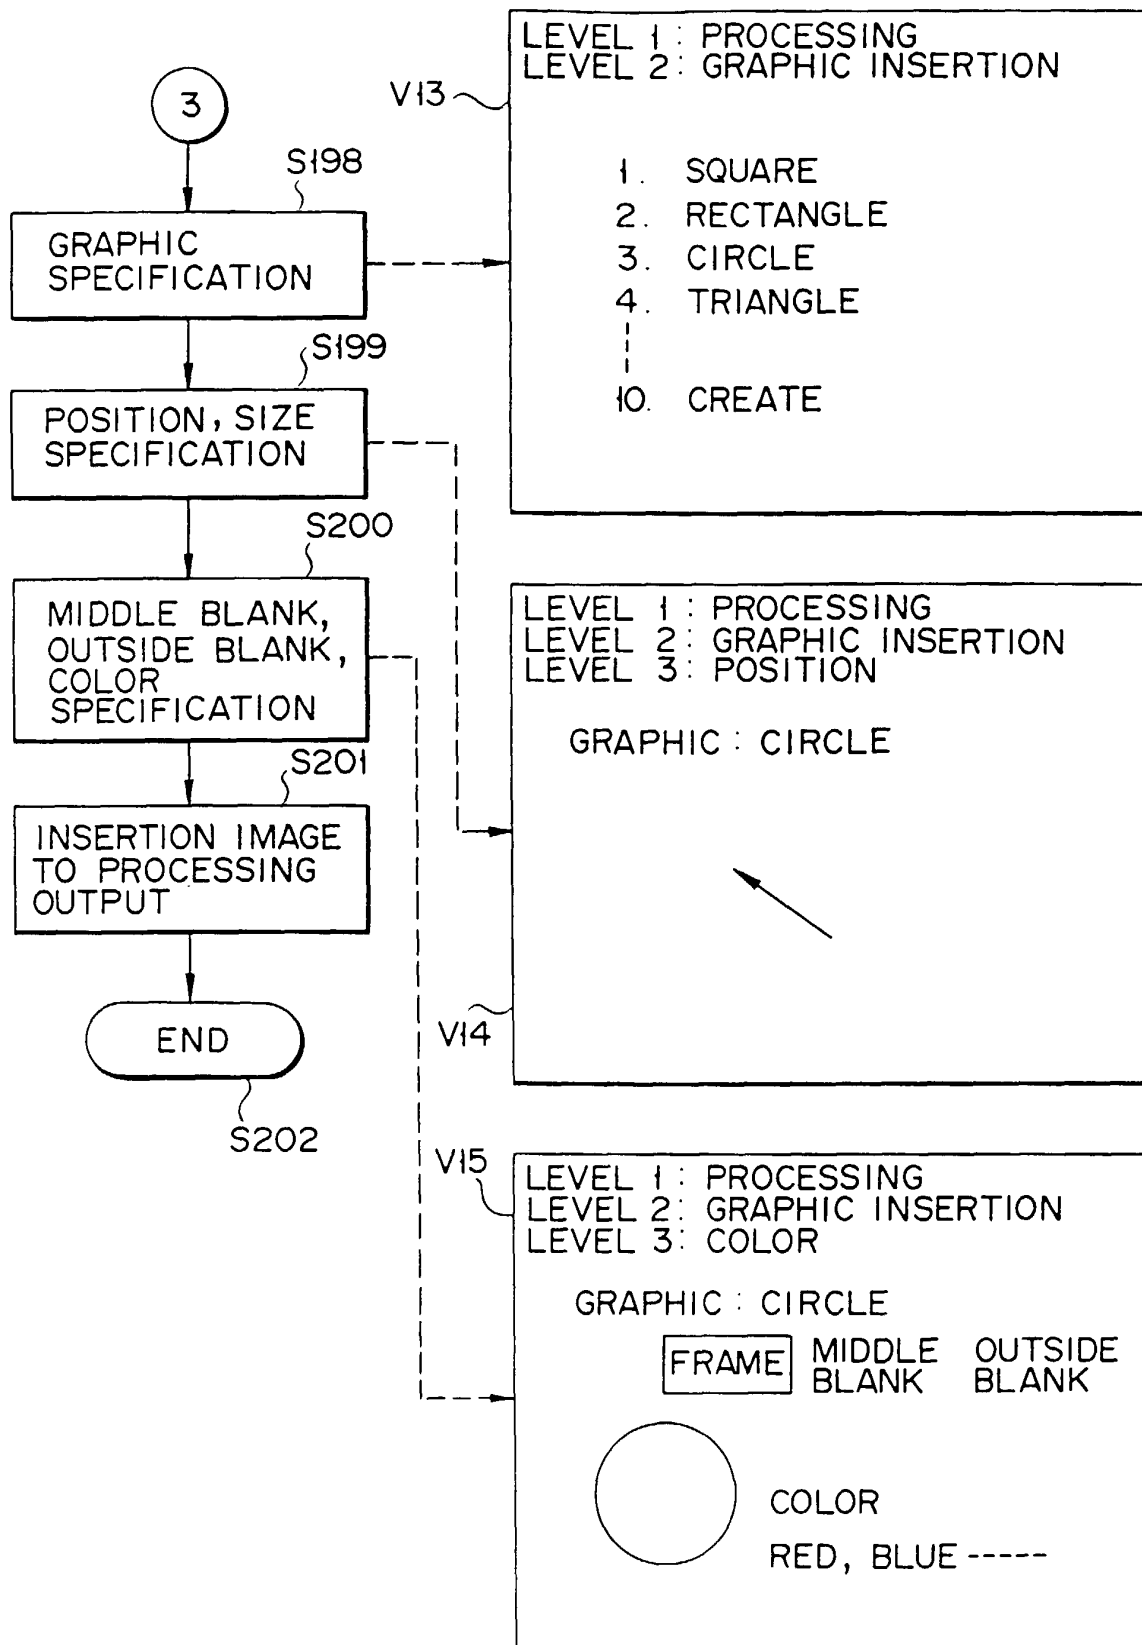 3
S198
GRAPHIC
SPECIFICATION
S199
POSITION, SIZE
SPECIFICATION
S200
MIDDLE BLANK,
OUTSIDE BLANK,
COLOR
SPECIFICATION
S201
INSERTION IMAGE
TO PROCESSING
OUTPUT
END
S202
V13
LEVEL 1 : PROCESSING
LEVEL 2 : GRAPHIC INSERTION
1. SQUARE
2. RECTANGLE
3. CIRCLE
4. TRIANGLE
10. CREATE
V14
LEVEL 1 : PROCESSING
LEVEL 2 : GRAPHIC INSERTION
LEVEL 3 : POSITION
GRAPHIC : CIRCLE
V15
LEVEL 1 : PROCESSING
LEVEL 2 : GRAPHIC INSERTION
LEVEL 3 : COLOR
GRAPHIC : CIRCLE
FRAME MIDDLE OUTSIDE
BLANK BLANK
COLOR
RED, BLUE -----